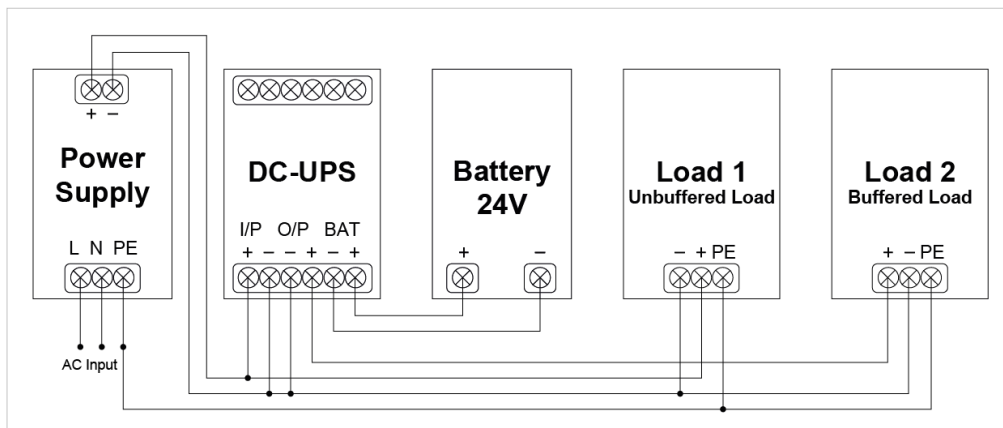 + −
Power
Supply
L N PE
AC Input
DC-UPS
I/P O/P BAT
+ − − + − +
Battery
24V
+ −
Load 1
Unbuffered Load
− + PE
Load 2
Buffered Load
+ − PE